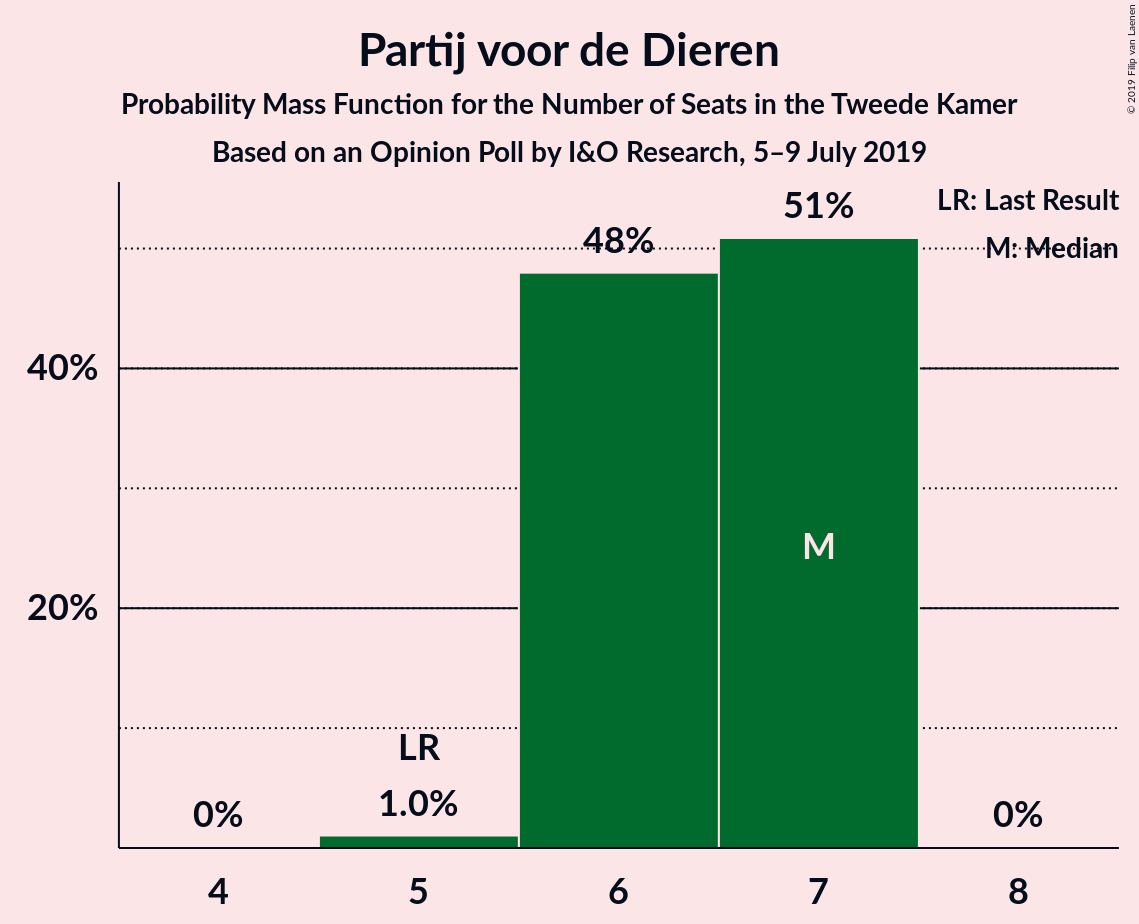 Partij voor de Dieren
Probability Mass Function for the Number of Seats in the Tweede Kamer
Based on an Opinion Poll by I&O Research, 5–9 July 2019
© 2019 Filip van Laenen
LR: Last Result
M: Median
51%
48%
40%
M
20%
LR
1.0%
0%
0%
4 5 6 7 8